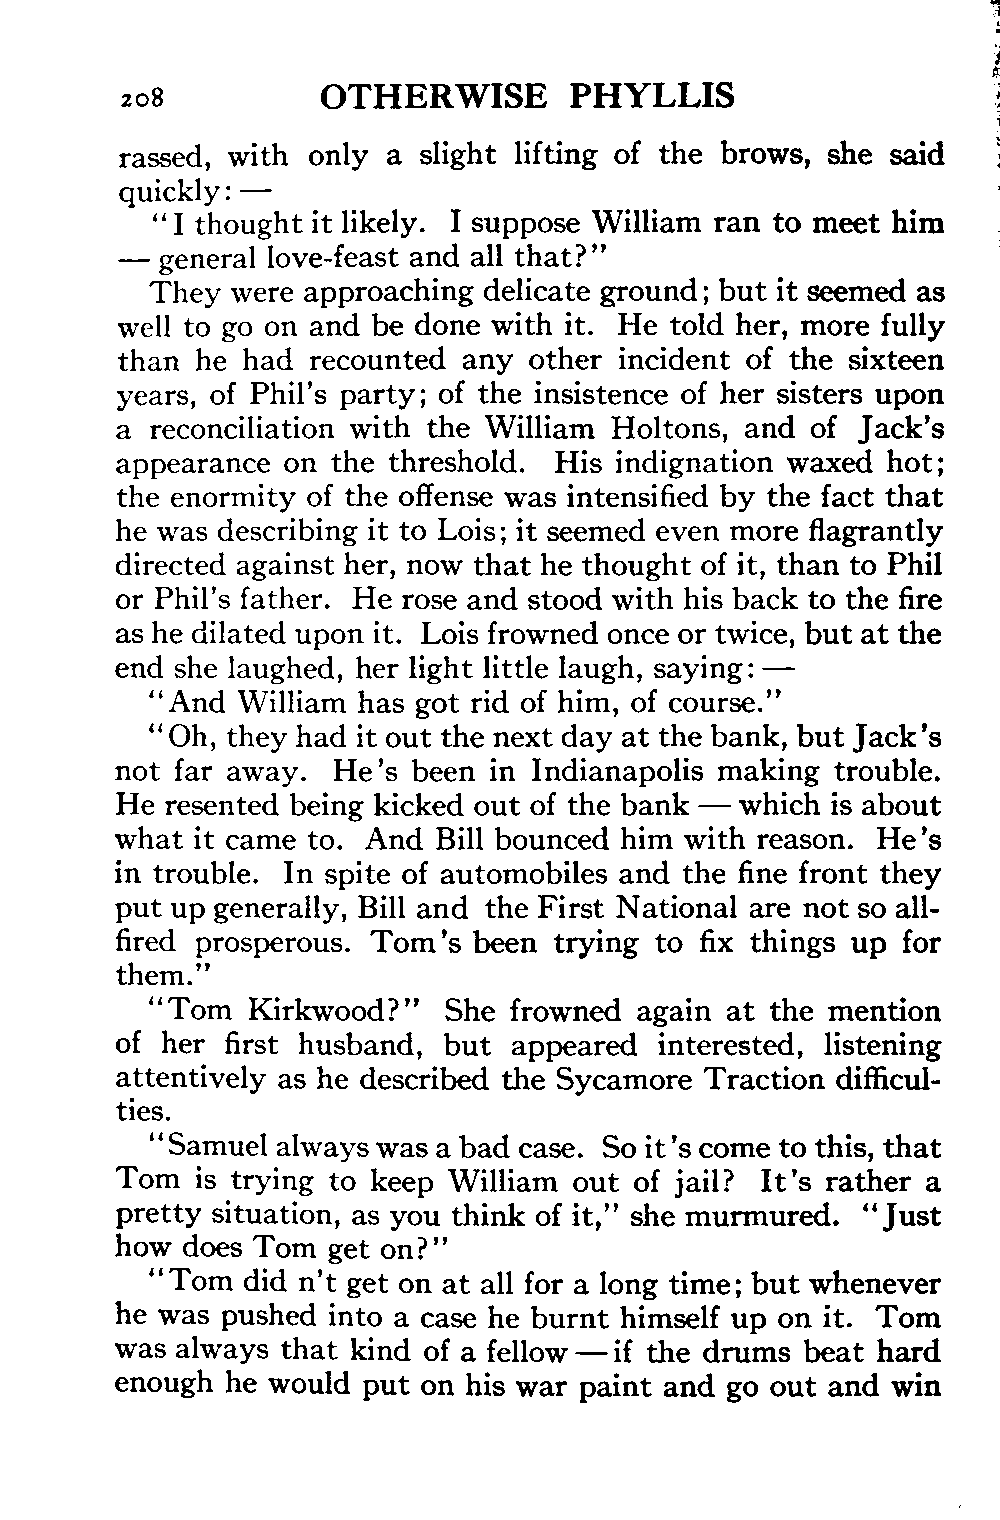 208 OTHERWISE PHYLLIS
rassed, with only a slight lifting of the brows, she said
quickly: —
"I thought it likely. I suppose William ran to meet him
— general love-feast and all that?"
They were approaching delicate ground; but it seemed as
well to go on and be done with it. He told her, more fully
than he had recounted any other incident of the sixteen
years, of Phil's party; of the insistence of her sisters upon
a reconciliation with the William Holtons, and of Jack's
appearance on the threshold. His indignation waxed hot;
the enormity of the offense was intensified by the fact that
he was describing it to Lois; it seemed even more flagrantly
directed against her, now that he thought of it, than to Phil
or Phil's father. He rose and stood with his back to the fire
as he dilated upon it. Lois frowned once or twice, but at the
end she laughed, her light little laugh, saying: —
"And William has got rid of him, of course."
"Oh, they had it out the next day at the bank, but Jack's
not far away. He's been in Indianapolis making trouble.
He resented being kicked out of the bank — which is about
what it came to. And Bill bounced him with reason. He's
in trouble. In spite of automobiles and the fine front they
put up generally, Bill and the First National are not so all-
fired prosperous. Tom's been trying to fix things up for
them."
"Tom Kirkwood?" She frowned again at the mention
of her first husband, but appeared interested, listening
attentively as he described the Sycamore Traction difficul-
ties.
"Samuel always was a bad case. So it's come to this, that
Tom is trying to keep William out of jail? It's rather a
pretty situation, as you think of it," she murmured. "Just
how does Tom get on?"
"Tom did n't get on at all for a long time; but whenever
he was pushed into a case he burnt himself up on it. Tom
was always that kind of a fellow — if the drums beat hard
enough he would put on his war paint and go out and win